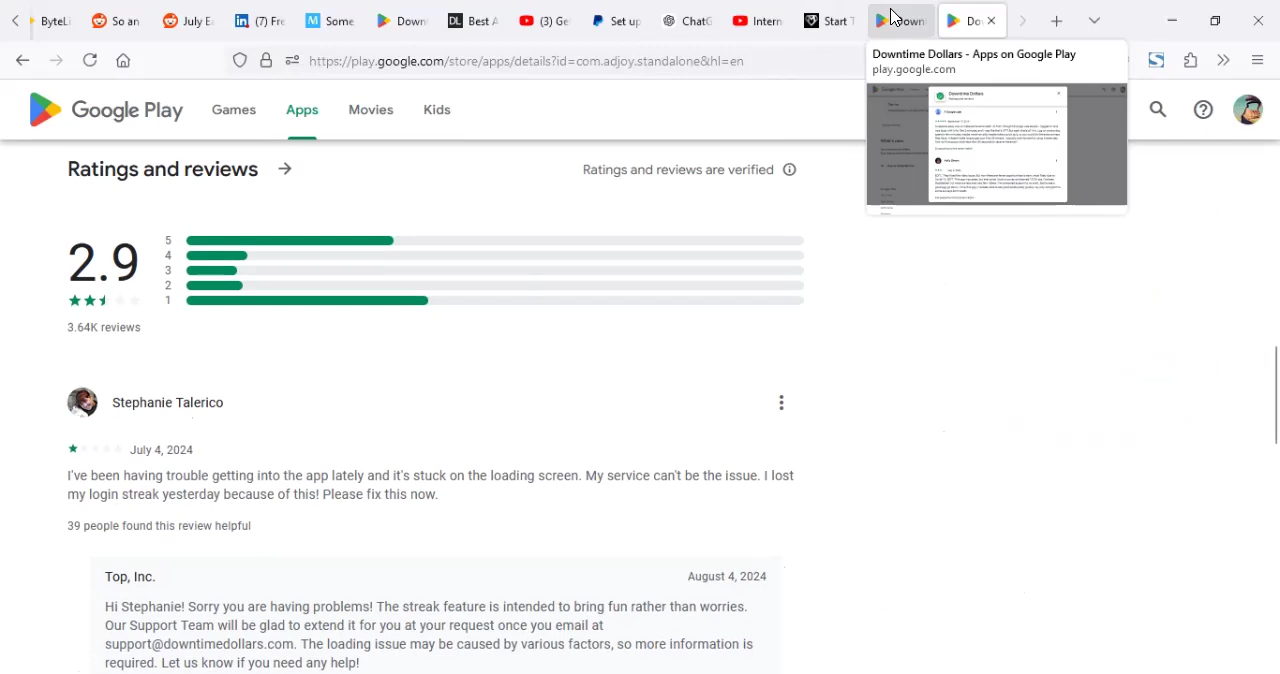 ByteLi
So an
July Ea
(7) Fre
Some
Down
Best A
(3) Ge
Set up
ChatG
Intern
Start T
Down
Do
https://play.google.com/store/apps/details?id=com.adjoy.standalone&hl=en
Downtime Dollars - Apps on Google Play
play.google.com
Google Play
Games
Apps
Movies
Kids
Ratings and reviews
Ratings and reviews are verified
2.9
3.64K reviews
5
4
3
2
1
Stephanie Talerico
July 4, 2024
I've been having trouble getting into the app lately and it's stuck on the loading screen. My service can't be the issue. I lost
my login streak yesterday because of this! Please fix this now.
39 people found this review helpful
Top, Inc.
August 4, 2024
Hi Stephanie! Sorry you are having problems! The streak feature is intended to bring fun rather than worries.
Our Support Team will be glad to extend it for you at your request once you email at
support@downtimedollars.com. The loading issue may be caused by various factors, so more information is
required. Let us know if you need any help!